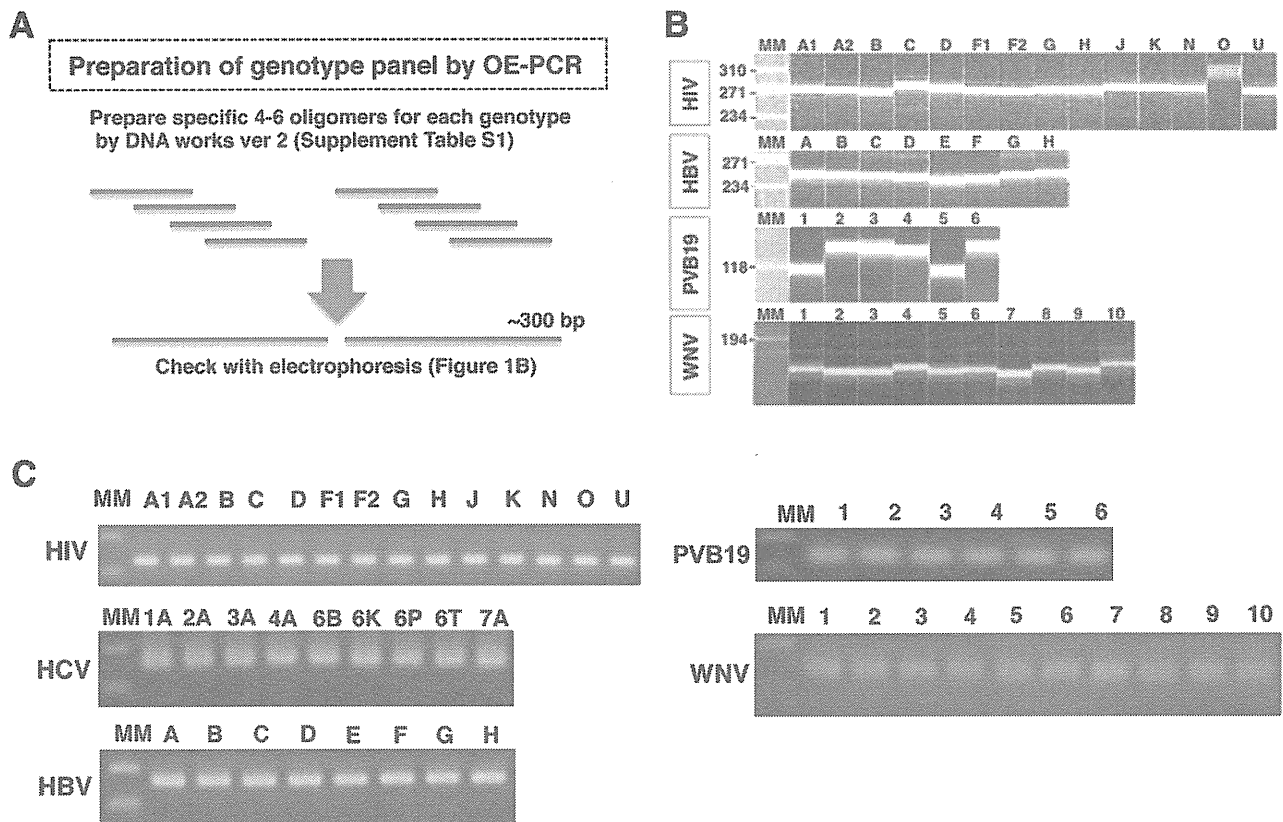 A
Preparation of genotype panel by OE-PCR
Prepare specific 4-6 oligomers for each genotype
by DNA works ver 2 (Supplement Table S1)
~300 bp
Check with electrophoresis (Figure 1B)
B
MM A1 A2 B C D F1 F2 G H J K N O U
HIV
310
271
234
MM A B C D E F G H
HBV
271
234
MM 1 2 3 4 5 6
PVB19
118
MM 1 2 3 4 5 6 7 8 9 10
WNV
194
C
MM A1 A2 B C D F1 F2 G H J K N O U
HIV
MM 1A 2A 3A 4A 6B 6K 6P 6T 7A
HCV
MM A B C D E F G H
HBV
MM 1 2 3 4 5 6
PVB19
MM 1 2 3 4 5 6 7 8 9 10
WNV